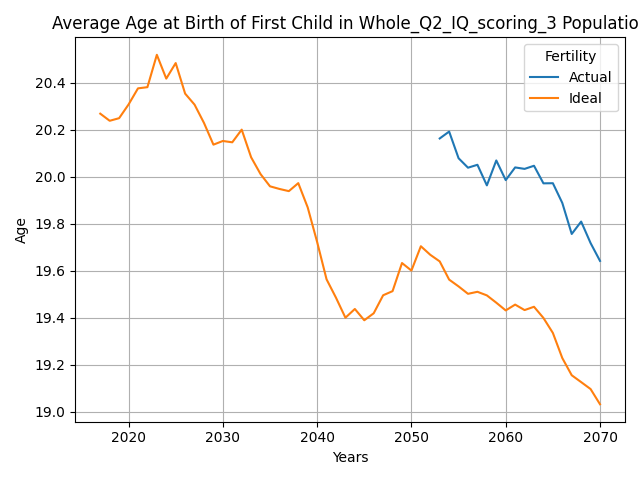 Average Age at Birth of First Child in Whole_Q2_IQ_scoring_3 Populatio
Fertility
Actual
Ideal
Age
20.4
20.2
20.0
19.8
19.6
19.4
19.2
19.0
2020 2030 2040 2050 2060 2070
Years